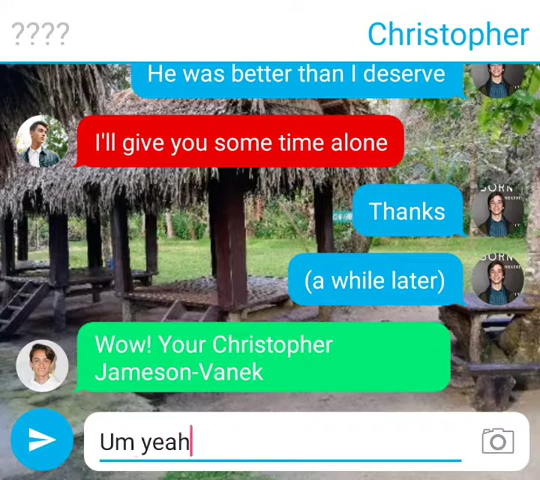 ????
Christopher
He was better than I deserve
I'll give you some time alone
Thanks
(a while later)
Wow! Your Christopher
Jameson-Vanek
Um yeah